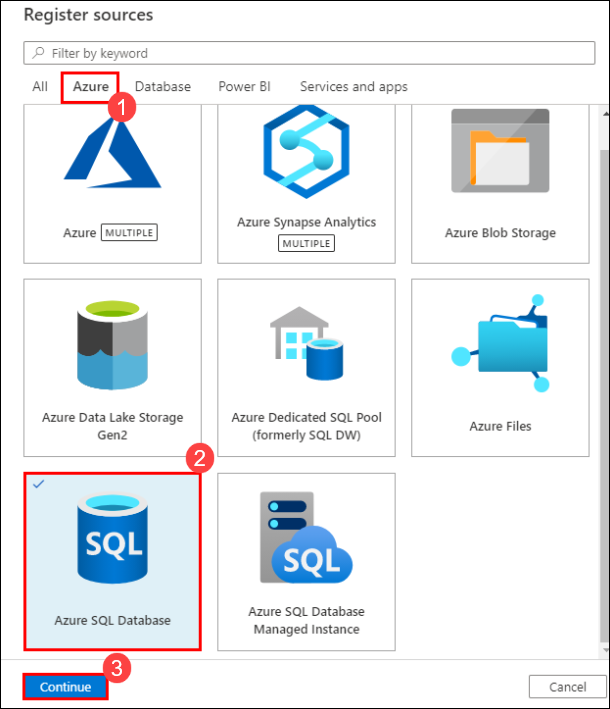 Register sources
Filter by keyword
All Azure Database Power BI Services and apps
1
Azure MULTIPLE
Azure Synapse Analytics
MULTIPLE
Azure Blob Storage
Azure Data Lake Storage
Gen2
Azure Dedicated SQL Pool
(formerly SQL DW)
Azure Files
2
SQL
Azure SQL Database
SQL
Azure SQL Database
Managed Instance
3
Continue
Cancel